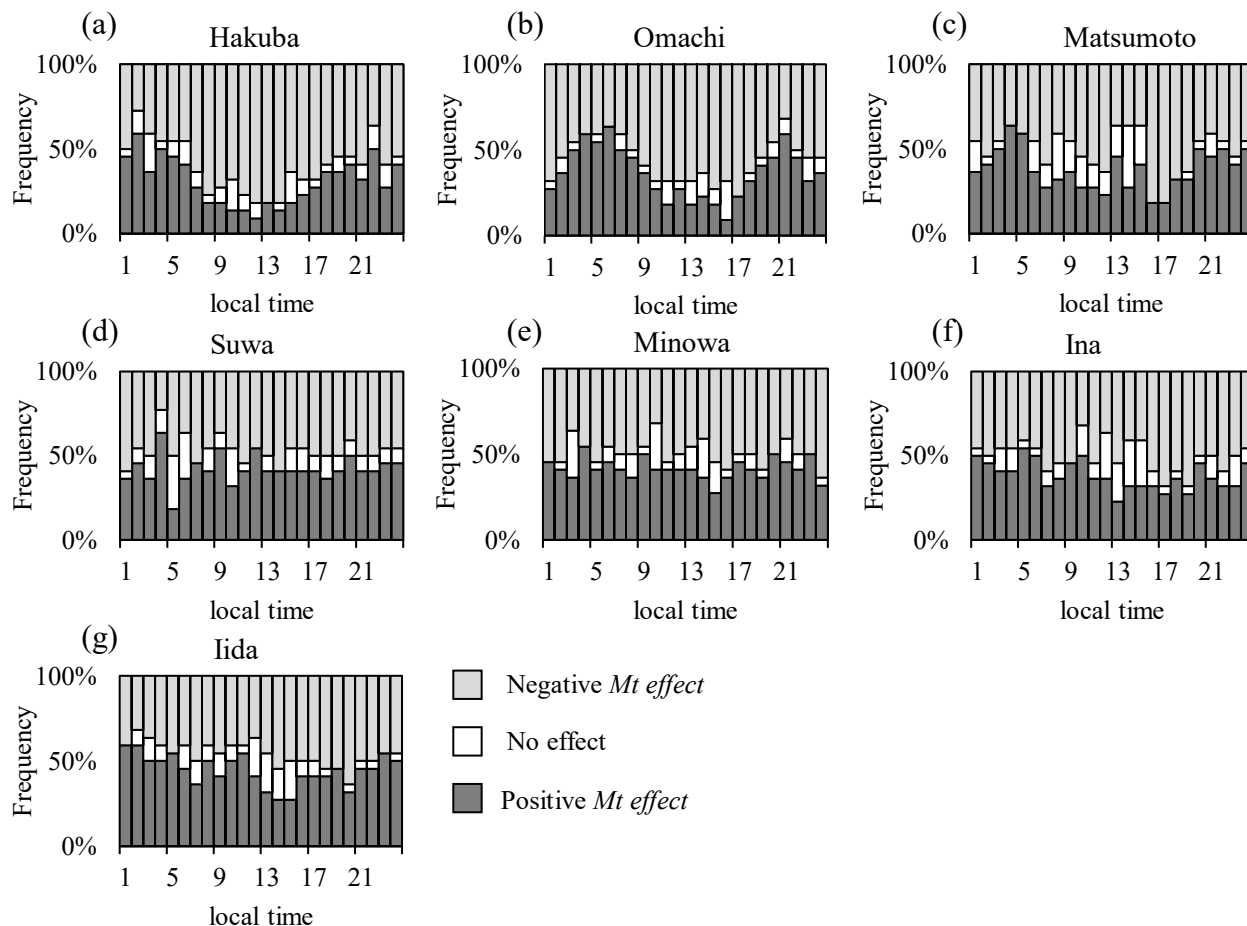 (a)
Hakuba
100%
50%
0%
Frequency
1 5 9 13 17 21
local time
(b)
Omachi
100%
50%
0%
Frequency
1 5 9 13 17 21
local time
(c)
Matsumoto
100%
50%
0%
Frequency
1 5 9 13 17 21
local time
(d)
Suwa
100%
50%
0%
Frequency
1 5 9 13 17 21
local time
(e)
Minowa
100%
50%
0%
Frequency
1 5 9 13 17 21
local time
(f)
Ina
100%
50%
0%
Frequency
1 5 9 13 17 21
local time
(g)
Iida
100%
50%
0%
Frequency
1 5 9 13 17 21
local time
Negative Mt effect
No effect
Positive Mt effect